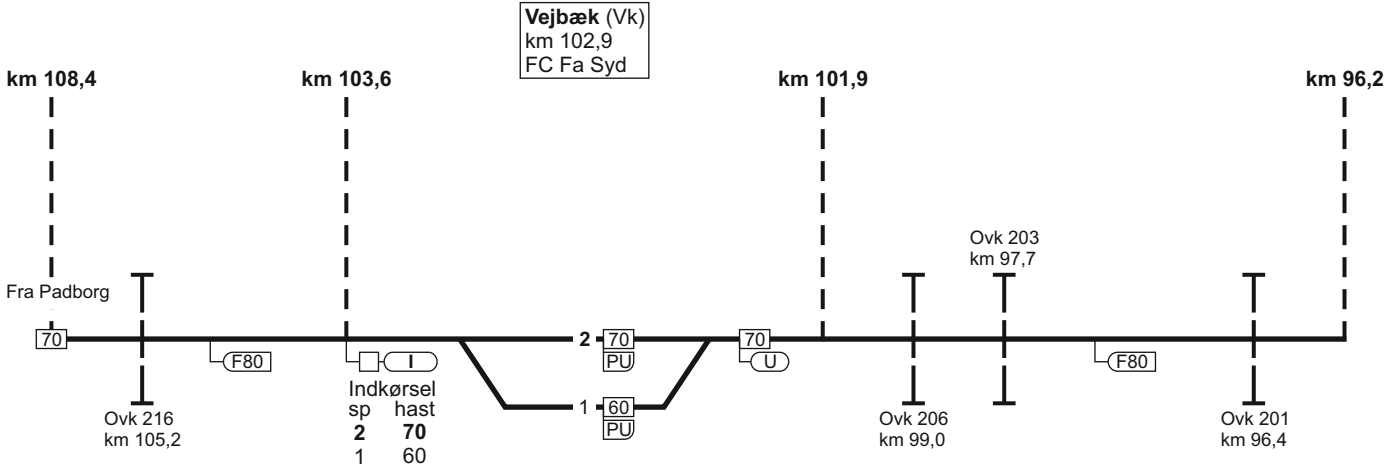 Vejbæk (Vk)
km 102,9
FC Fa Syd
km 108,4
km 103,6
km 101,9
km 96,2
Ovk 203
km 97,7
Fra Padborg
70
2
70
70
F80
I
PU
U
F80
Indkørsel
sp hast
2 70
1 60
1
60
PU
Ovk 216
km 105,2
Ovk 206
km 99,0
Ovk 201
km 96,4